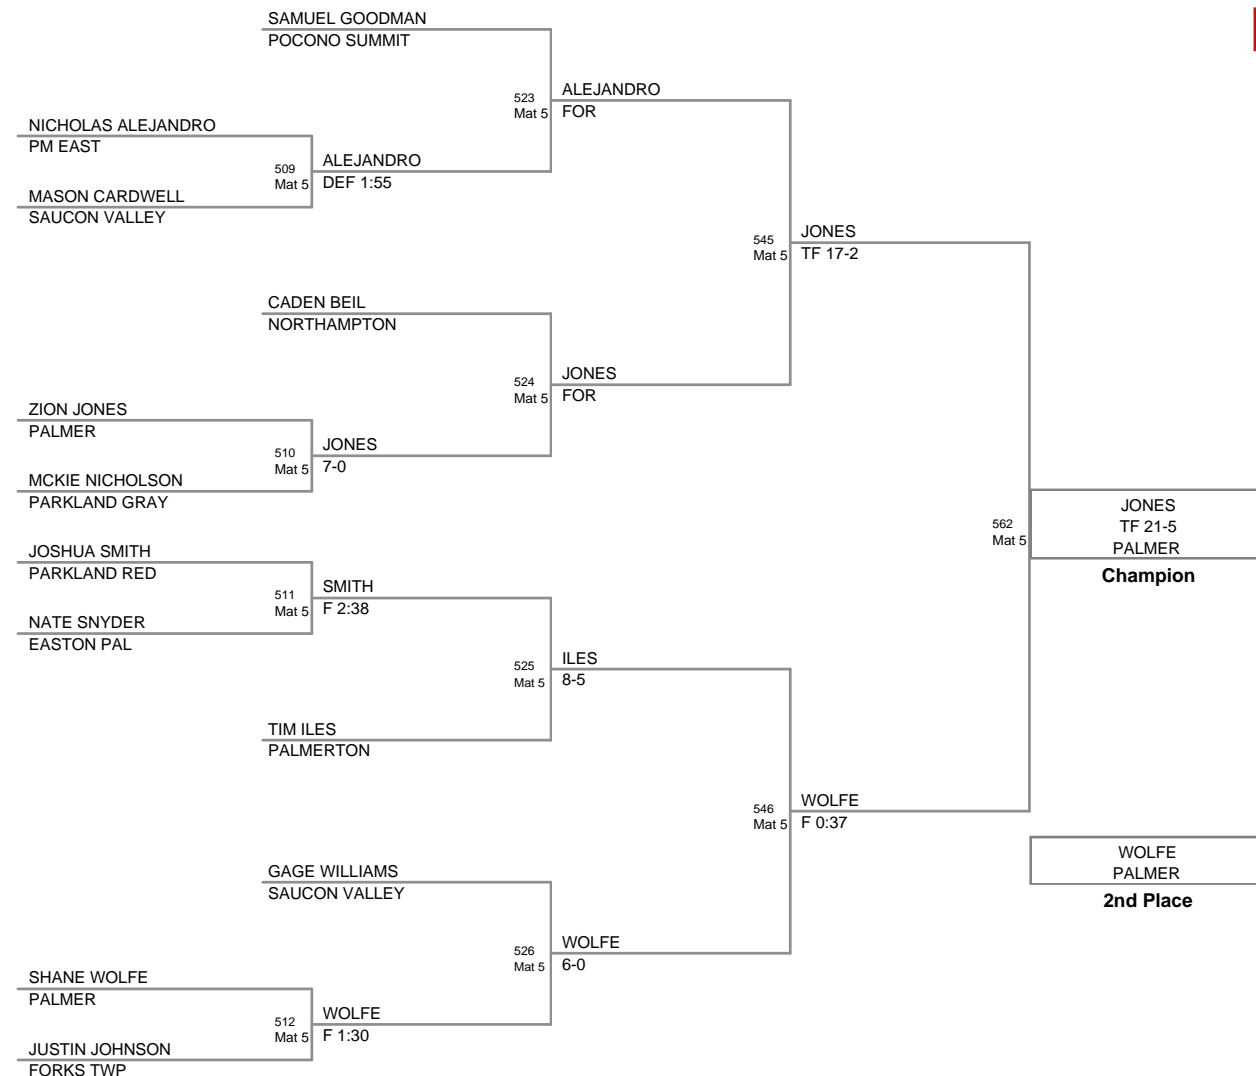 SAMUEL GOODMAN
POCONO SUMMIT
523
Mat 5
ALEJANDRO
FOR
NICHOLAS ALEJANDRO
PM EAST
509
Mat 5
ALEJANDRO
DEF 1:55
MASON CARDWELL
SAUCON VALLEY
545
Mat 5
JONES
TF 17-2
CADEN BEIL
NORTHAMPTON
524
Mat 5
JONES
FOR
ZION JONES
PALMER
510
Mat 5
JONES
7-0
MCKIE NICHOLSON
PARKLAND GRAY
562
Mat 5
JONES
TF 21-5
PALMER
Champion
JOSHUA SMITH
PARKLAND RED
511
Mat 5
SMITH
F 2:38
NATE SNYDER
EASTON PAL
525
Mat 5
ILES
8-5
TIM ILES
PALMERTON
546
Mat 5
WOLFE
F 0:37
WOLFE
PALMER
2nd Place
GAGE WILLIAMS
SAUCON VALLEY
526
Mat 5
WOLFE
6-0
SHANE WOLFE
PALMER
512
Mat 5
WOLFE
F 1:30
JUSTIN JOHNSON
FORKS TWP